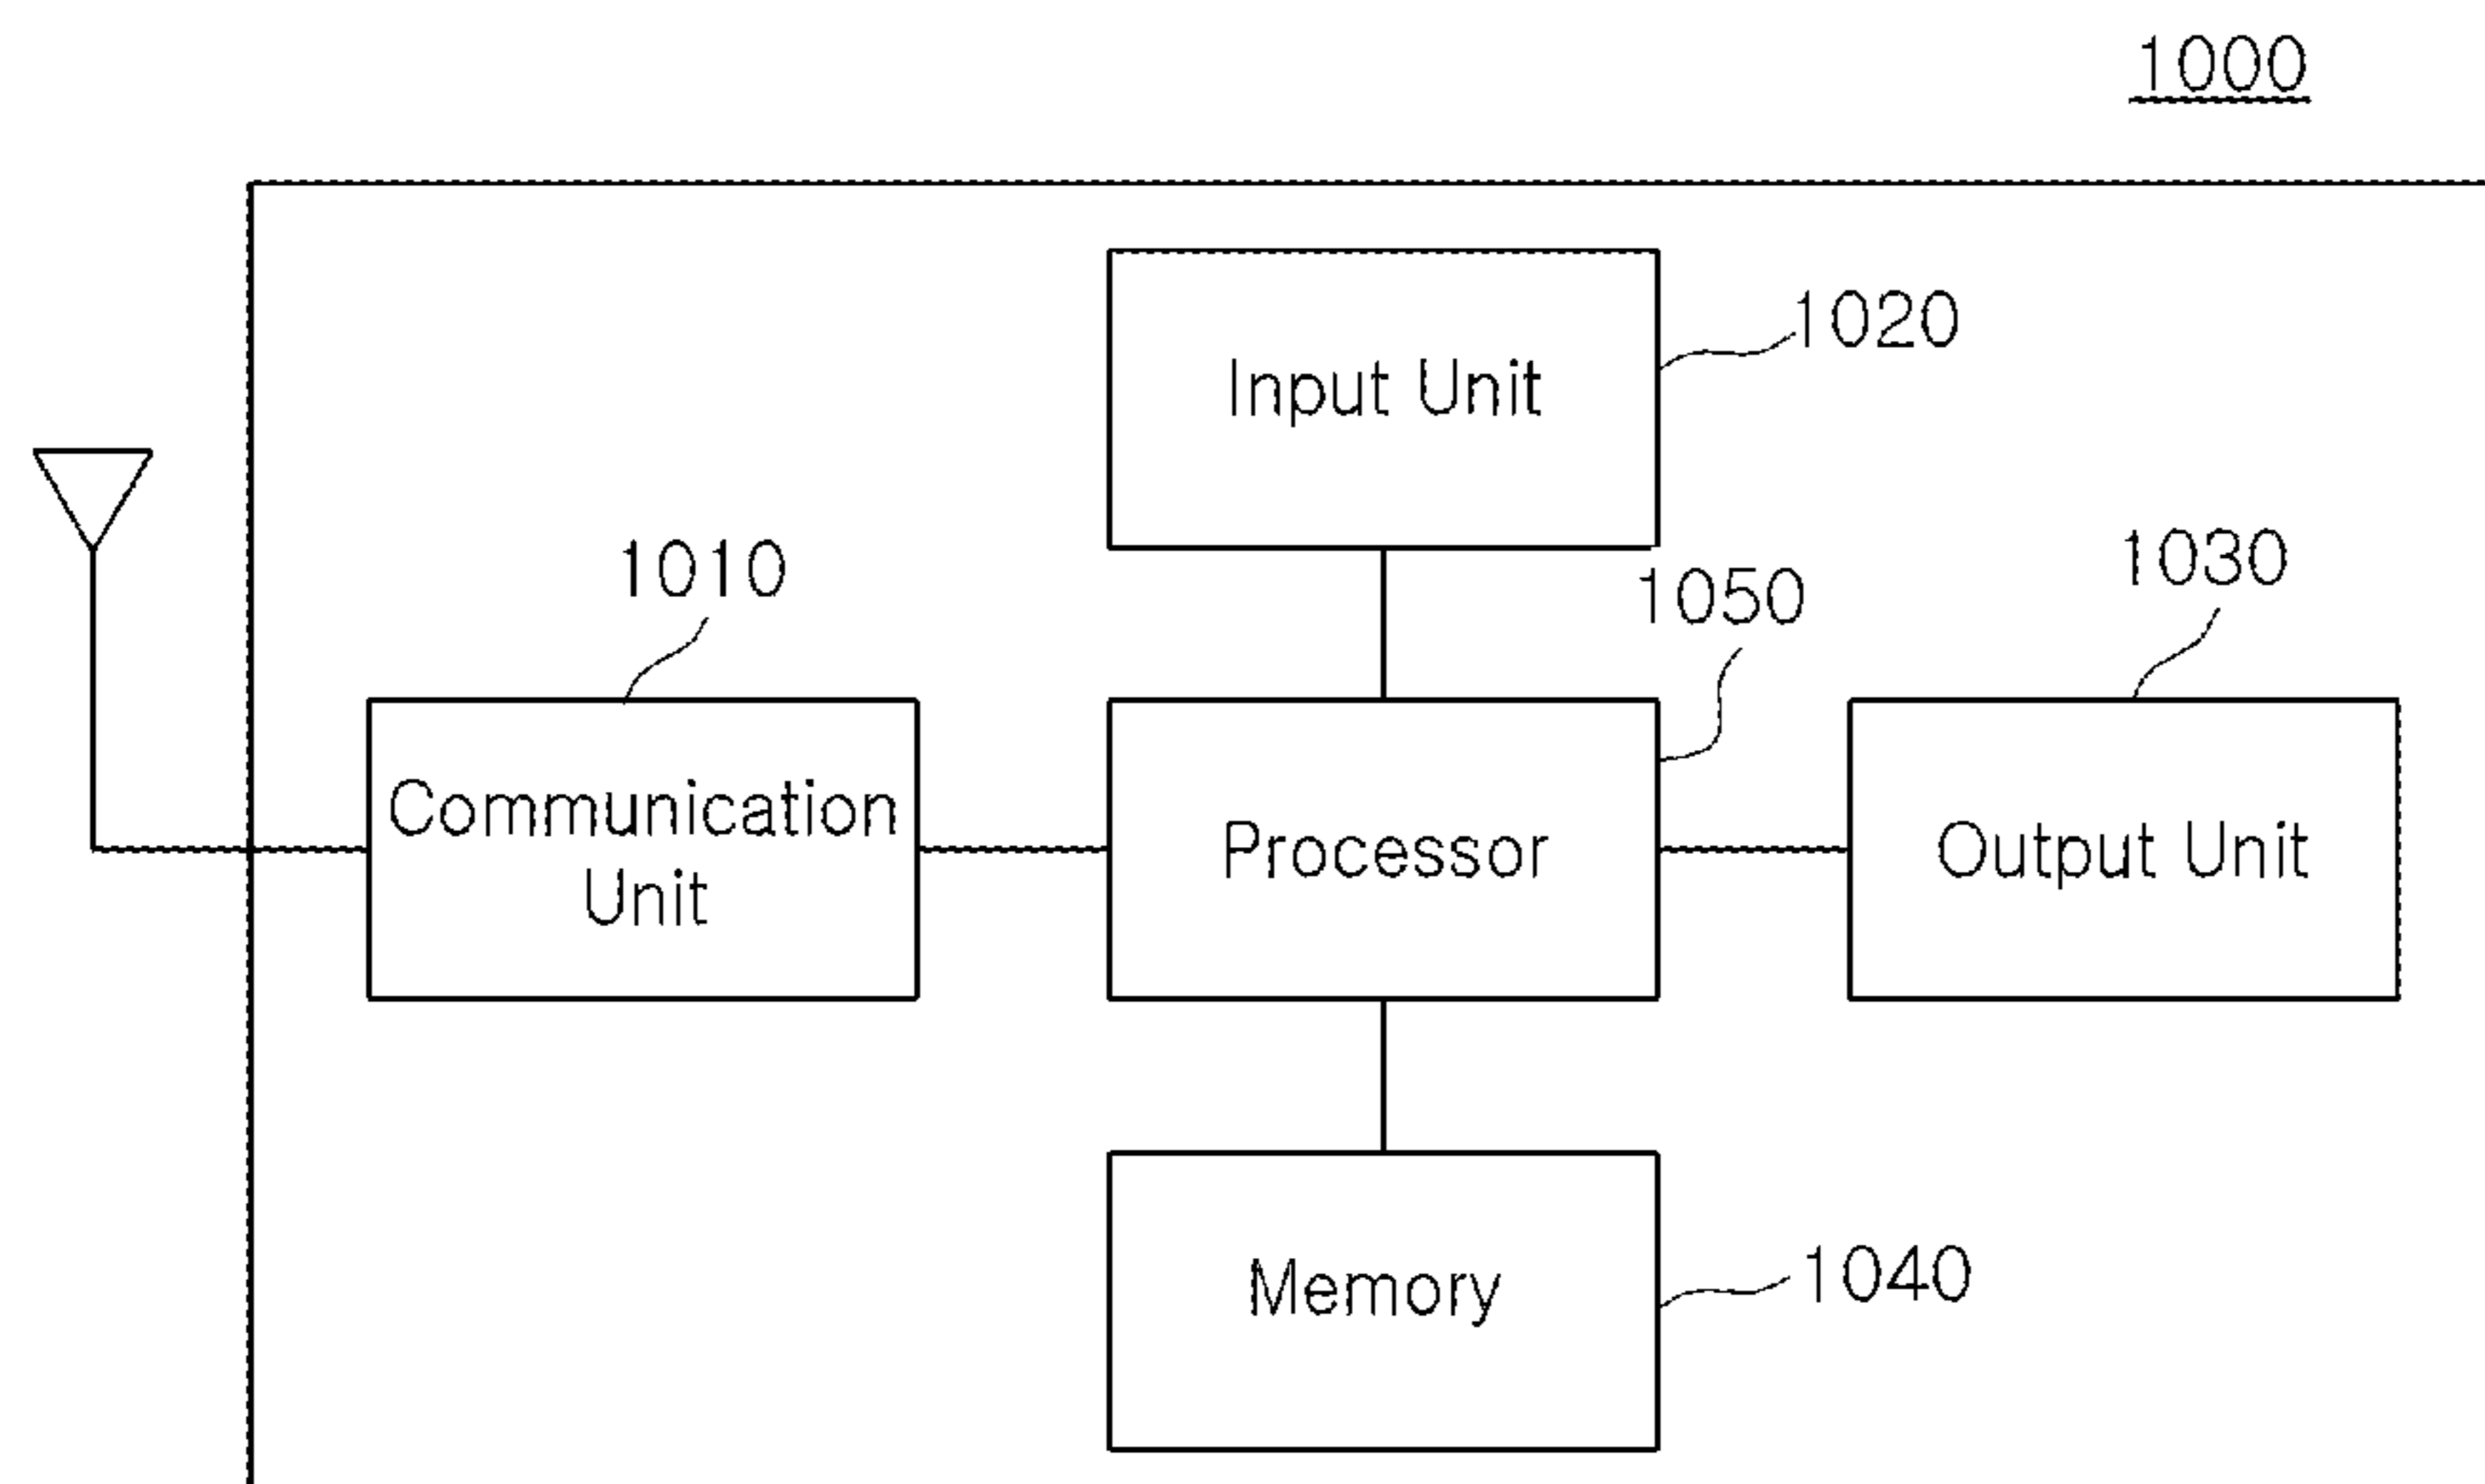 1000
1020
Input Unit
1010
1050
1030
Communication
Unit
Processor
Output Unit
Memory
1040